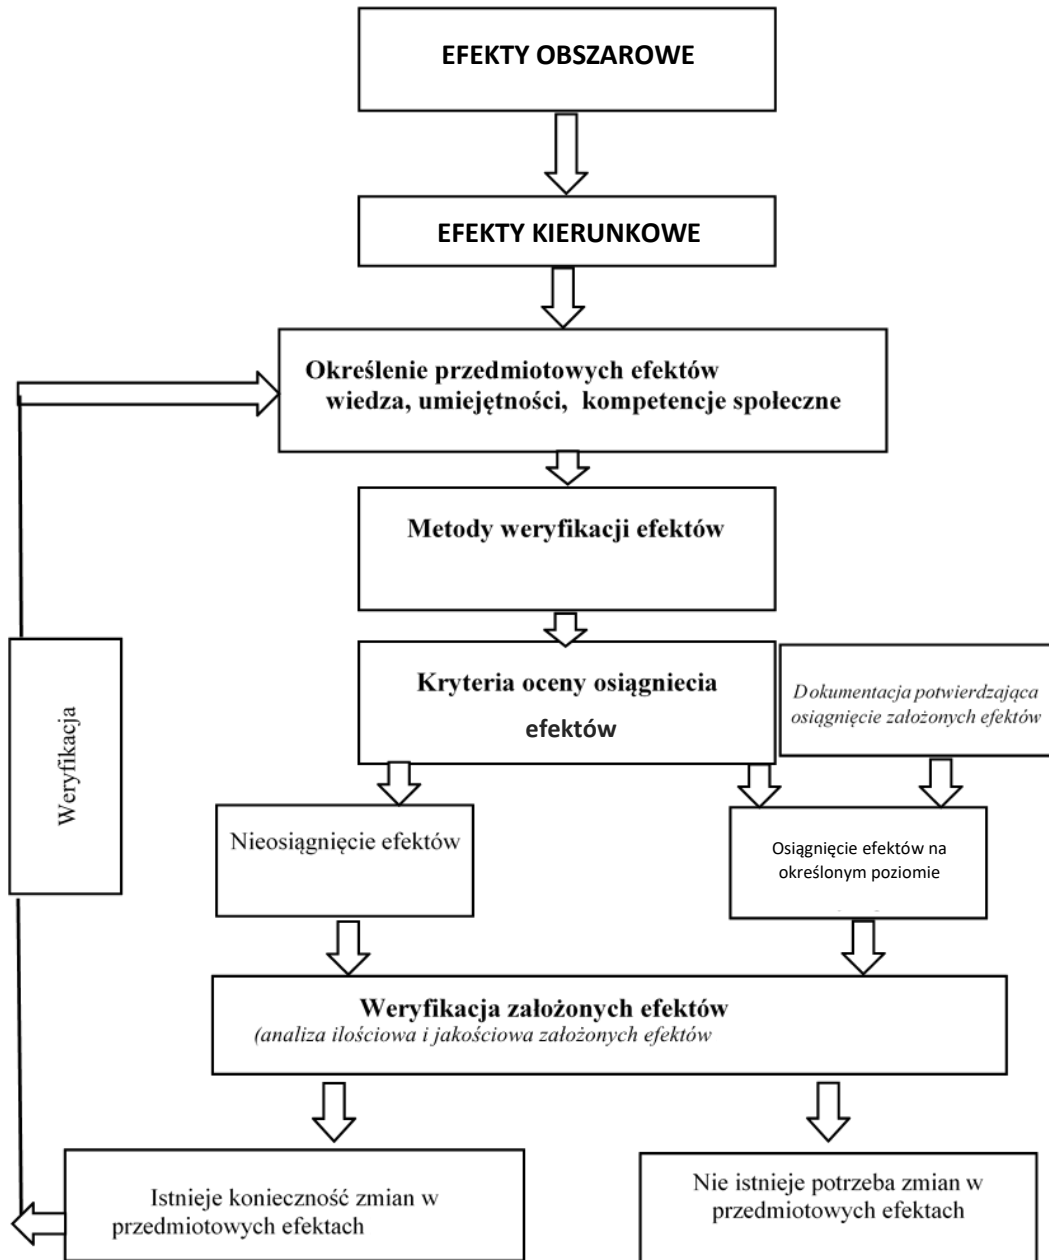 EFEKTY OBSZAROWE
EFEKTY KIERUNKOWE
Określenie przedmiotowych efektów
wiedza, umiejętności, kompetencje społeczne
Metody weryfikacji efektów
Kryteria oceny osiągniecia
efektów
Dokumentacja potwierdzająca
osiągnięcie założonych efektów
Weryfikacja
Nieosiągnięcie efektów
Osiągnięcie efektów na
określonym poziomie
Weryfikacja założonych efektów
(analiza ilościowa i jakościowa założonych efektów
Istnieje konieczność zmian w
przedmiotowych efektach
Nie istnieje potrzeba zmian w
przedmiotowych efektach